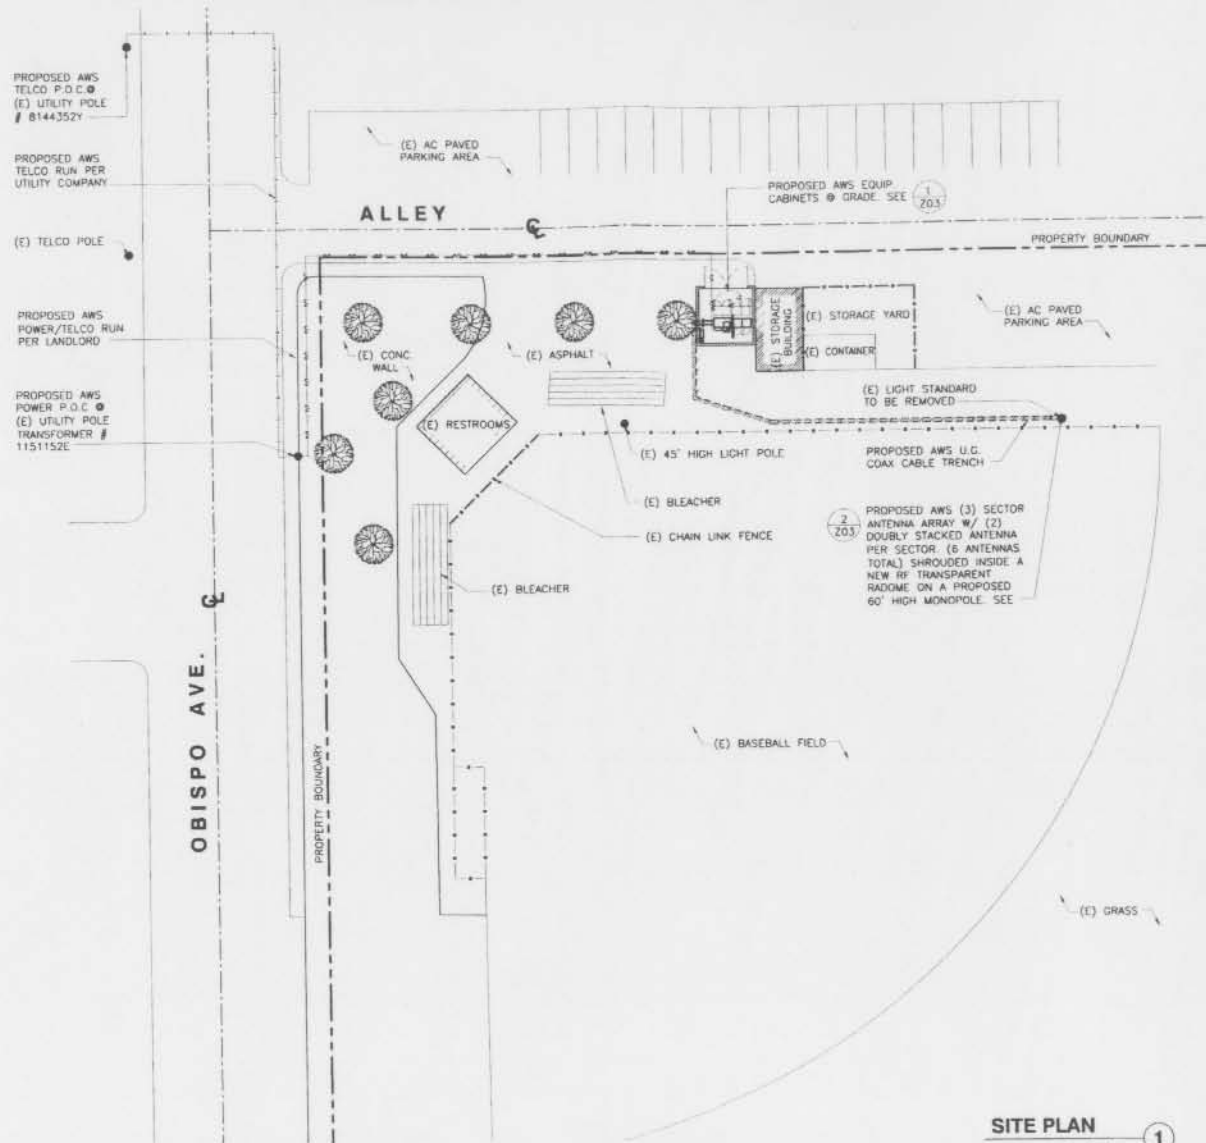 PROPOSED AWS
TELCO P.O.C.@
(E) UTILITY POLE
# 8144352Y
PROPOSED AWS
TELCO RUN PER
UTILITY COMPANY
(E) TELCO POLE
PROPOSED AWS
POWER/TELCO RUN
PER LANDLORD
PROPOSED AWS
POWER P.O.C @
(E) UTILITY POLE
TRANSFORMER #
1151152E
(E) AC PAVED
PARKING AREA
ALLEY
PROPOSED AWS EQUIP.
CABINETS @ GRADE. SEE
1
Z03
PROPERTY BOUNDARY
(E) CONC.
WALL
(E) ASPHALT
(E) STORAGE
BUILDING
(E) STORAGE YARD
(E) CONTAINER
(E) AC PAVED
PARKING AREA
(E) LIGHT STANDARD
TO BE REMOVED
(E) RESTROOMS
(E) 45' HIGH LIGHT POLE
PROPOSED AWS U.G.
COAX CABLE TRENCH
(E) BLEACHER
(E) CHAIN LINK FENCE
2
Z03
PROPOSED AWS (3) SECTOR
ANTENNA ARRAY W/ (2)
DOUBLY STACKED ANTENNA
PER SECTOR. (6 ANTENNAS
TOTAL) SHROUDED INSIDE A
NEW RF TRANSPARENT
RADOME ON A PROPOSED
60' HIGH MONOPOLE. SEE
(E) BLEACHER
OBISPO AVE.
PROPERTY BOUNDARY
(E) BASEBALL FIELD
(E) GRASS
SITE PLAN
1